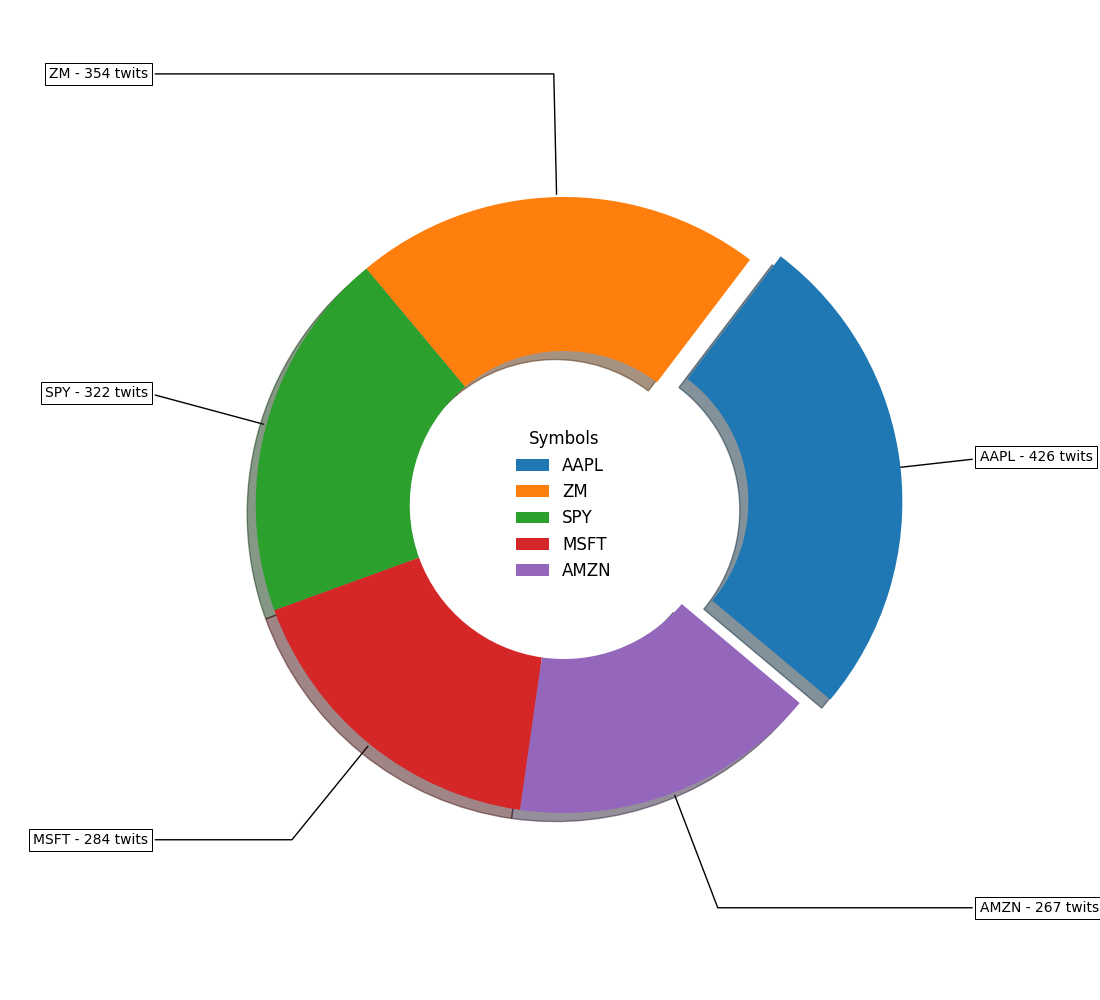 ZM - 354 twits
SPY - 322 twits
Symbols
AAPL
ZM
SPY
MSFT
AMZN
AAPL - 426 twits
MSFT - 284 twits
AMZN - 267 twits